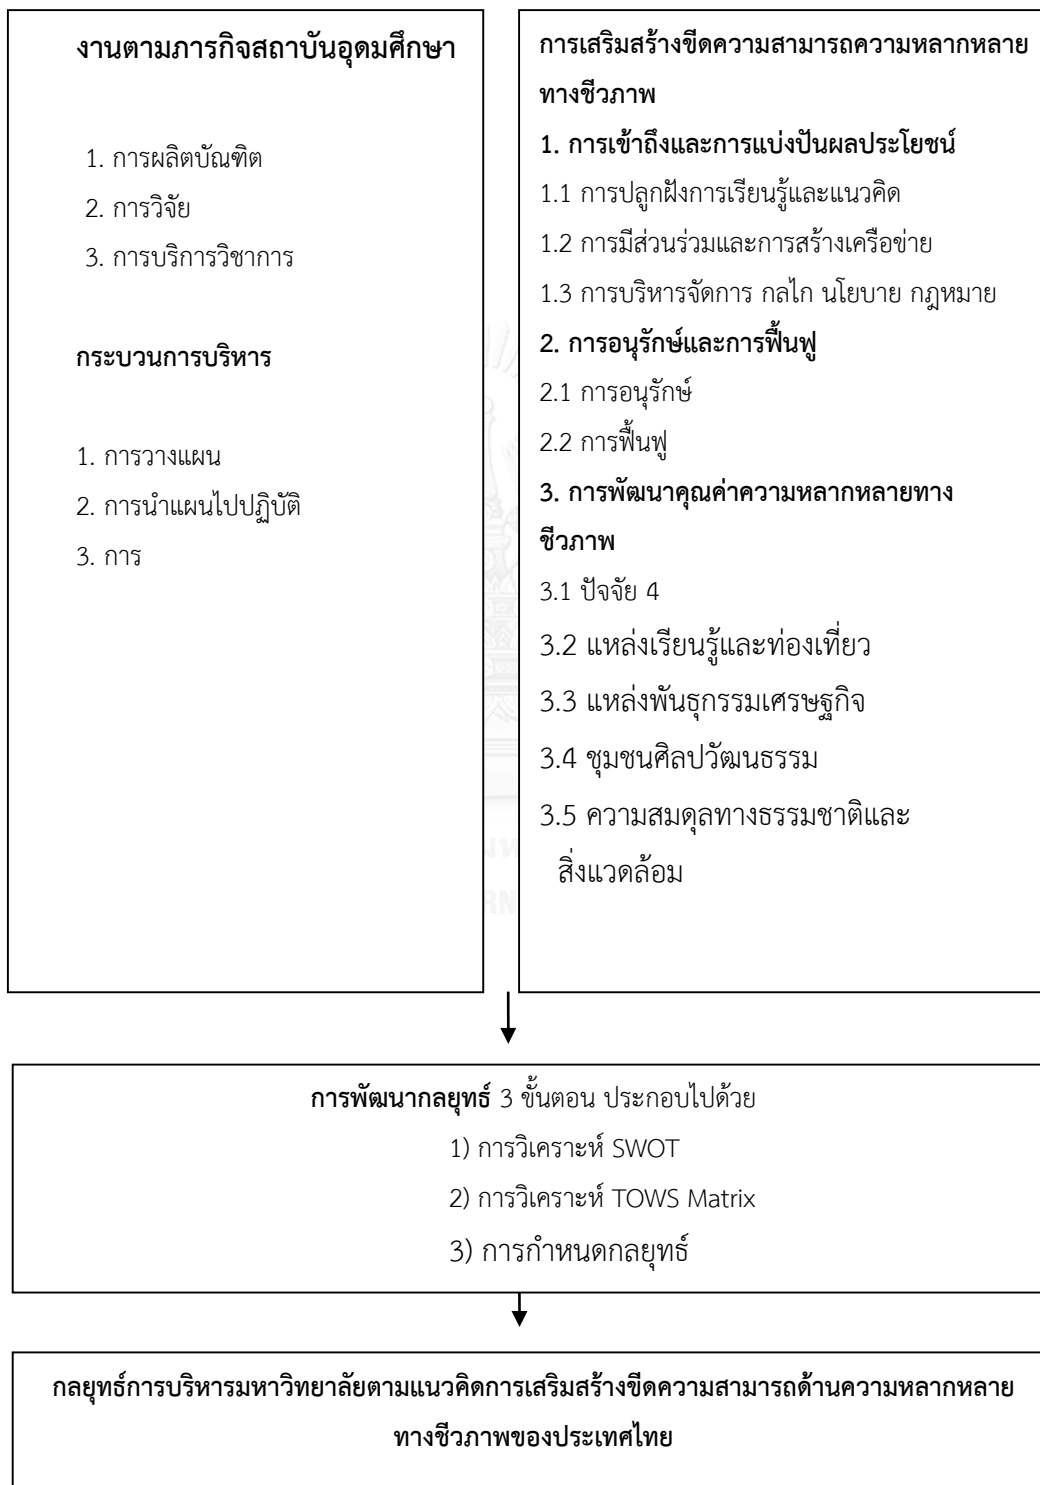 งานตามภารกิจสถาบันอุดมศึกษา
1. การผลิตบัณฑิต
2. การวิจัย
3. การบริการวิชาการ
กระบวนการบริหาร
1. การวางแผน
2. การนำแผนไปปฏิบัติ
3. การ
การเสริมสร้างขีดความสามารถความหลากหลาย
ทางชีวภาพ
1. การเข้าถึงและการแบ่งปันผลประโยชน์
1.1 การปลูกฝังการเรียนรู้และแนวคิด
1.2 การมีส่วนร่วมและการสร้างเครือข่าย
1.3 การบริหารจัดการ กลไก นโยบาย กฎหมาย
2. การอนุรักษ์และการฟื้นฟู
2.1 การอนุรักษ์
2.2 การฟื้นฟู
3. การพัฒนาคุณค่าความหลากหลายทาง
ชีวภาพ
3.1 ปัจจัย 4
3.2 แหล่งเรียนรู้และท่องเที่ยว
3.3 แหล่งพันธุกรรมเศรษฐกิจ
3.4 ชุมชนศิลปวัฒนธรรม
3.5 ความสมดุลทางธรรมชาติและ
สิ่งแวดล้อม
การพัฒนากลยุทธ์ 3 ขั้นตอน ประกอบไปด้วย
1) การวิเคราะห์ SWOT
2) การวิเคราะห์ TOWS Matrix
3) การกำหนดกลยุทธ์
กลยุทธ์การบริหารมหาวิทยาลัยตามแนวคิดการเสริมสร้างขีดความสามารถด้านความหลากหลาย
ทางชีวภาพของประเทศไทย